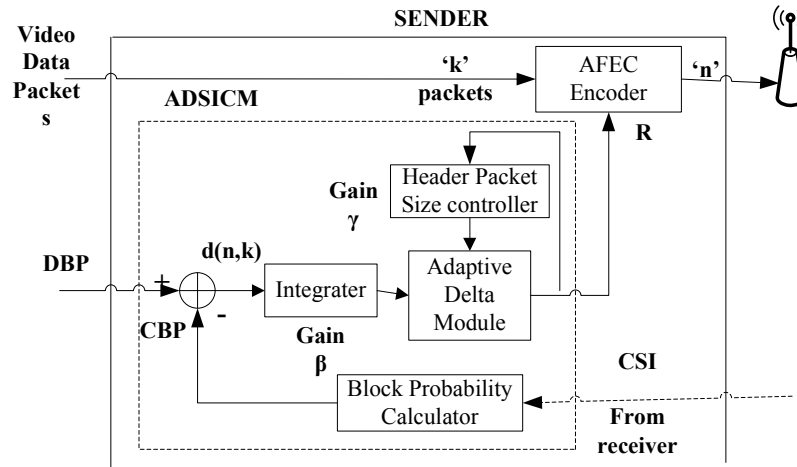 SENDER
Video
Data
Packet
s
‘k’
packets
AFEC
Encoder
‘n’
ADSICM
R
Header Packet
Size controller
Gain
γ
d(n,k)
DBP
+
-
Integrater
Adaptive
Delta
Module
CBP
Gain
β
CSI
Block Probability
Calculator
From
receiver